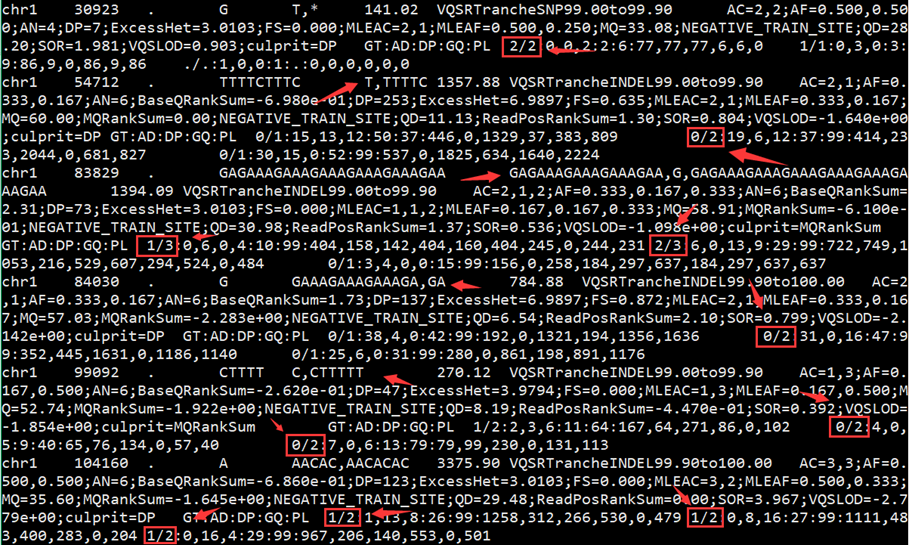 chr1    30923   .       G       T,*     141.02  VQSRTrancheSNP99.00to99.90      AC=2,2;AF=0.500,0.50
0;AN=4;DP=7;ExcessHet=3.0103;FS=0.000;MLEAC=2,1;MLEAF=0.500,0.250;MQ=33.08;NEGATIVE_TRAIN_SITE;QD=28
.20;SOR=1.981;VQSLOD=0.903;culprit=DP   GT:AD:DP:GQ:PL  2/2 0,0,2:2:6:77,77,77,6,6,0    1/1:0,3,0:3:
9:86,9,0,86,9,86        ./.:1,0,0:1:.:0,0,0,0,0,0
chr1    54712   .       TTTTCTTTC       T,TTTTC 1357.88 VQSRTrancheINDEL99.00to99.90    AC=2,1;AF=0.
333,0.167;AN=6;BaseQRankSum=-6.980e-01;DP=253;ExcessHet=6.9897;FS=0.635;MLEAC=2,1;MLEAF=0.333,0.167;
MQ=60.00;MQRankSum=0.00;NEGATIVE_TRAIN_SITE;QD=11.13;ReadPosRankSum=1.30;SOR=0.804;VQSLOD=-1.640e+00
;culprit=DP GT:AD:DP:GQ:PL      0/1:15,13,12:50:37:446,0,1329,37,383,809        0/2:19,6,12:37:99:414,23
3,2044,0,681,827        0/1:30,15,0:52:99:537,0,1825,634,1640,2224
chr1    83829   .       GAGAAAGAAAGAAAGAAAGAA   GAGAAAGAAAGAAAGAA,G,GAGAAAGAAAGAAAGAAAGAAAGA
AAGAA   1394.09 VQSRTrancheINDEL99.00to99.90    AC=2,1,2;AF=0.333,0.167,0.333;AN=6;BaseQRankSum=
2.31;DP=73;ExcessHet=3.0103;FS=0.000;MLEAC=1,1,2;MLEAF=0.167,0.167,0.333;MQ=58.91;MQRankSum=-6.100e-
01;NEGATIVE_TRAIN_SITE;QD=30.98;ReadPosRankSum=1.37;SOR=0.536;VQSLOD=-1.098e+00;culprit=MQRankSum
GT:AD:DP:GQ:PL  1/3:0,6,0,4:10:99:404,158,142,404,160,404,245,0,244,231 2/3 6,0,13,9:29:99:722,749,1
053,216,529,607,294,524,0,484   0/1:3,4,0,0:15:99:156,0,258,184,297,637,184,297,637,637
chr1    84030   .       G       GAAAGAAAGAAAGA,GA       784.88  VQSRTrancheINDEL99.90to100.00   AC=2
,1;AF=0.333,0.167;AN=6;BaseQRankSum=1.73;DP=137;ExcessHet=6.9897;FS=0.872;MLEAC=2,1;MLEAF=0.333,0.16
7;MQ=57.03;MQRankSum=-2.283e+00;NEGATIVE_TRAIN_SITE;QD=6.54;ReadPosRankSum=2.10;SOR=0.799;VQSLOD=-2.
142e+00;culprit=DP      GT:AD:DP:GQ:PL  0/1:38,4,0:42:99:192,0,1321,194,1356,1636       0/2 31,0,16:47:9
9:352,445,1631,0,1186,1140      0/1:25,6,0:31:99:280,0,861,198,891,1176
chr1    99092   .       CTTTT   C,CTTTTT        270.12  VQSRTrancheINDEL99.00to99.90    AC=1,3;AF=0.
167,0.500;AN=6;BaseQRankSum=-2.620e-01;DP=47;ExcessHet=3.9794;FS=0.000;MLEAC=1,3;MLEAF=0.167,0.500;M
Q=52.74;MQRankSum=-1.922e+00;NEGATIVE_TRAIN_SITE;QD=8.19;ReadPosRankSum=-4.470e-01;SOR=0.392;VQSLOD=
-1.854e+00;culprit=MQRankSum    GT:AD:DP:GQ:PL  1/2:2,3,6:11:64:167,64,271,86,0,102     0/2:4,0,
5:9:40:65,76,134,0,57,40        0/2:7,0,6:13:79:79,99,230,0,131,113
chr1    104160  .       A       AACAC,AACACAC   3375.90 VQSRTrancheINDEL99.90to100.00   AC=3,3;AF=0.
500,0.500;AN=6;BaseQRankSum=-6.860e-01;DP=123;ExcessHet=3.0103;FS=0.000;MLEAC=3,2;MLEAF=0.500,0.333;
MQ=35.60;MQRankSum=-1.645e+00;NEGATIVE_TRAIN_SITE;QD=29.48;ReadPosRankSum=0.00;SOR=3.967;VQSLOD=-2.7
79e+00;culprit=DP       GT:AD:DP:GQ:PL  1/2 1,13,8:26:99:1258,312,266,530,0,479 1/2:0,8,16:27:99:1111,48
3,400,283,0,204 1/2:0,16,4:29:99:967,206,140,553,0,501